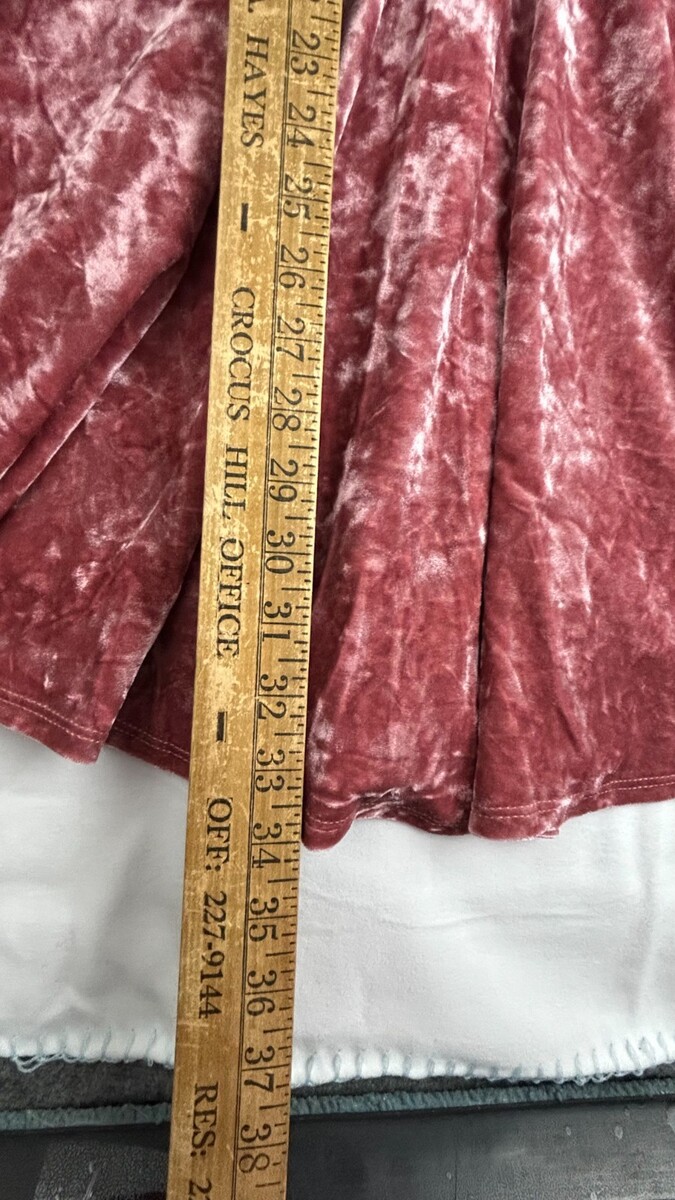 L HAYES - CROCUS HILL OFFICE - OFF: 227-9144 RES: 2
23 24 25 26 27 28 29 30 31 32 33 34 35 36 37 38